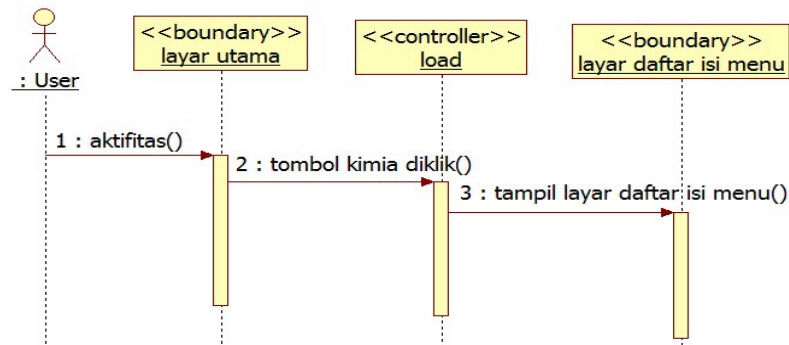 : User
<<boundary>>
layar utama
<<controller>>
load
<<boundary>>
layar daftar isi menu
1 : aktifitas()
2 : tombol kimia diklik()
3 : tampil layar daftar isi menu()